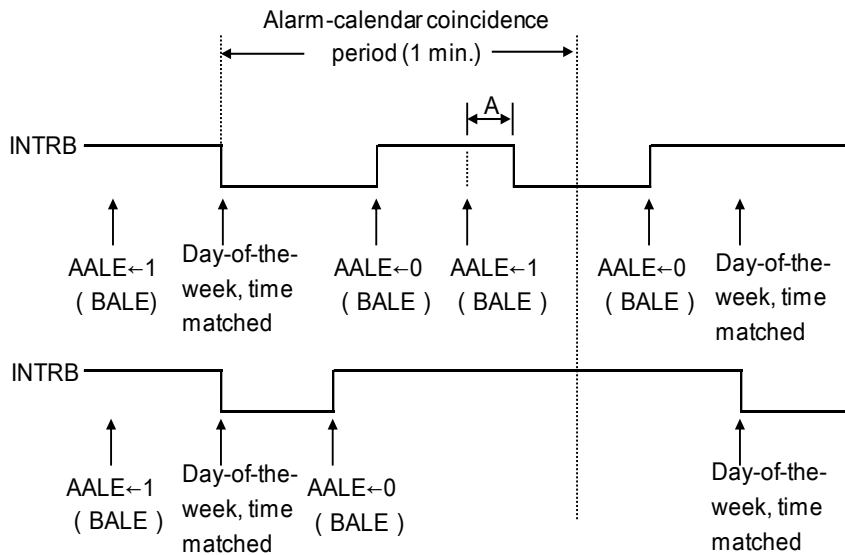 Alarm-calendar coincidence
period (1 min.)
A
INTRB
AALE←1
( BALE)
Day-of-the-
week, time
matched
AALE←0
( BALE )
AALE←1
( BALE )
AALE←0
( BALE )
Day-of-the-
week, time
matched
INTRB
AALE←1
( BALE )
Day-of-the-
week, time
matched
AALE←0
( BALE )
Day-of-the-
week, time
matched